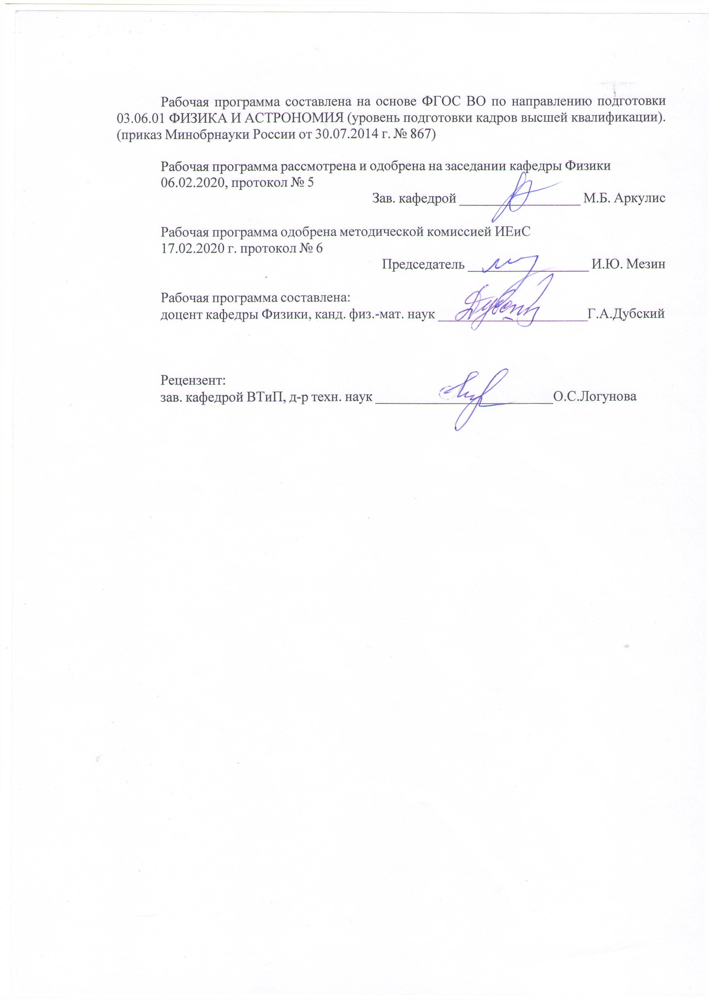 Рабочая программа составлена на основе ФГОС ВО по направлению подготовки
03.06.01 ФИЗИКА И АСТРОНОМИЯ (уровень подготовки кадров высшей квалификации).
(приказ Минобрнауки России от 30.07.2014 г. № 867)
Рабочая программа рассмотрена и одобрена на заседании кафедры Физики
06.02.2020, протокол № 5
Зав. кафедрой _________________ М.Б. Аркулис
Рабочая программа одобрена методической комиссией ИЕиС
17.02.2020 г. протокол № 6
Председатель _________________ И.Ю. Мезин
Рабочая программа составлена:
доцент кафедры Физики, канд. физ.-мат. наук _____________________Г.А.Дубский
Рецензент:
зав. кафедрой ВТиП, д-р техн. наук _________________________О.С.Логунова